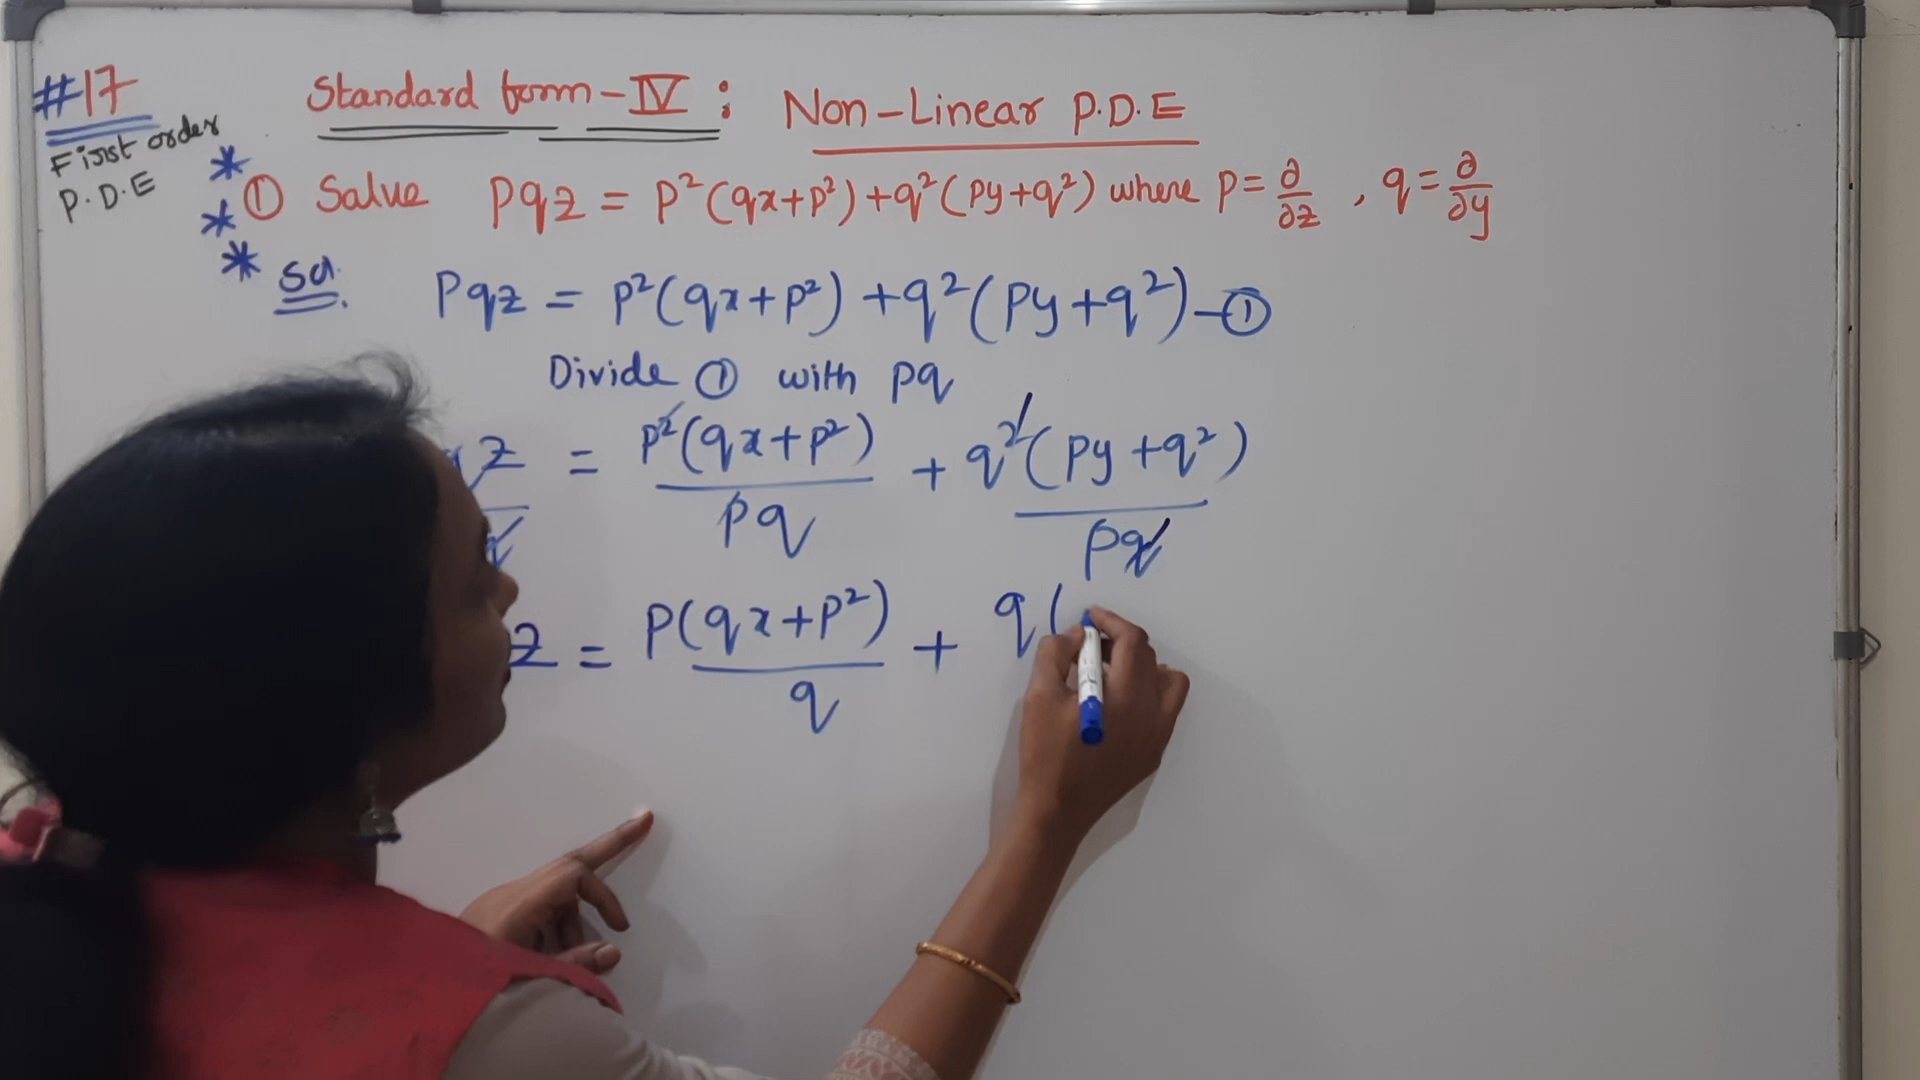 #17
First order
P.D.E
Standard form-IV : Non-Linear P.D.E
* * *
① Salve pqz = p²(qx+p²)+q²(py+q²) where p=∂/∂z , q=∂/∂y
Sol. pqz = p²(qx+p²)+q²(py+q²)-①
Divide ① with pq
qz/q = p²(qx+p²)/pq + q²(py+q²)/pq
z = p(qx+p²)/q + q(